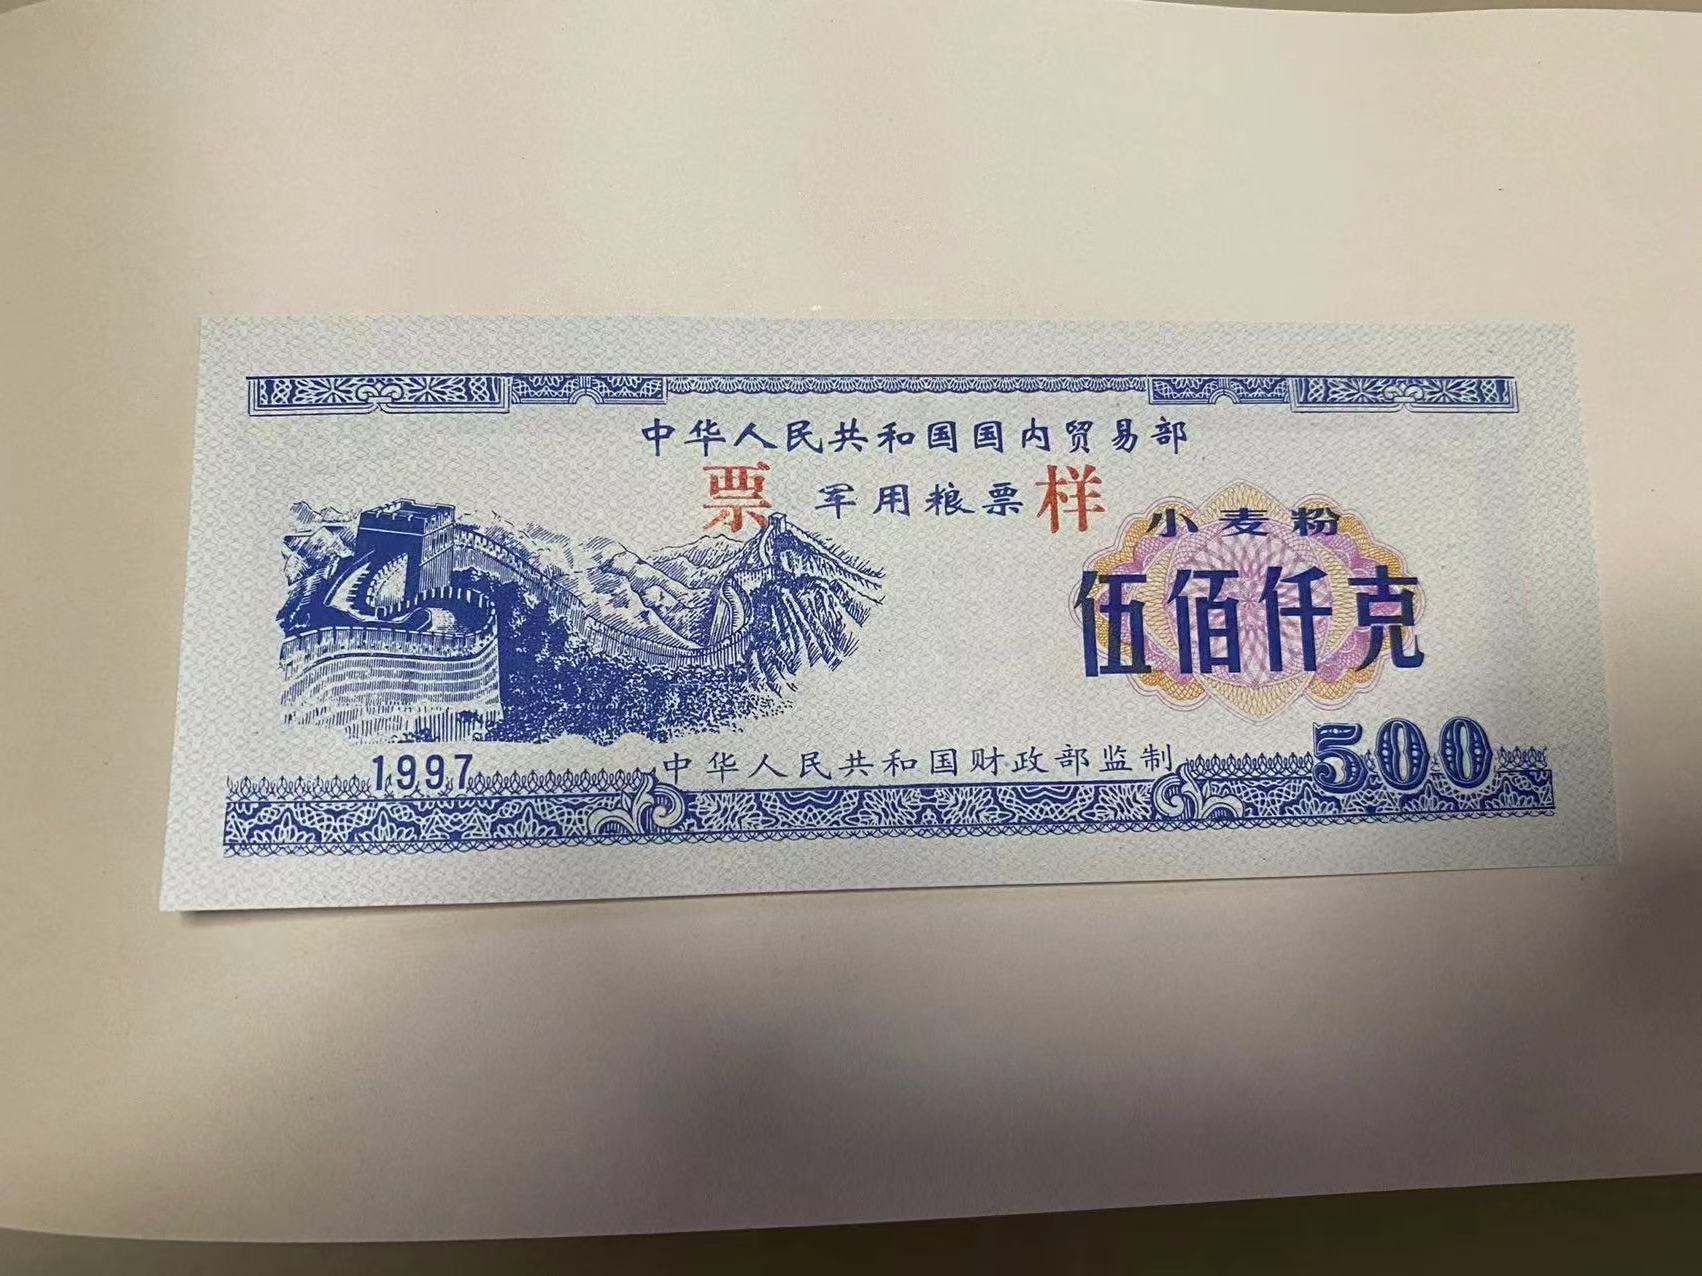 中华人民共和国国内贸易部
票 军用粮票 样
小麦粉
伍佰仟克
500
1997
中华人民共和国财政部监制